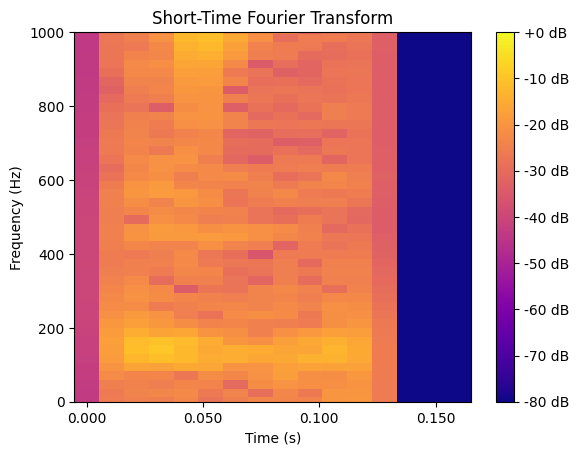 Short-Time Fourier Transform
Frequency (Hz)
1000
800
600
400
200
0
0.000
0.050
0.100
0.150
Time (s)
+0 dB
-10 dB
-20 dB
-30 dB
-40 dB
-50 dB
-60 dB
-70 dB
-80 dB